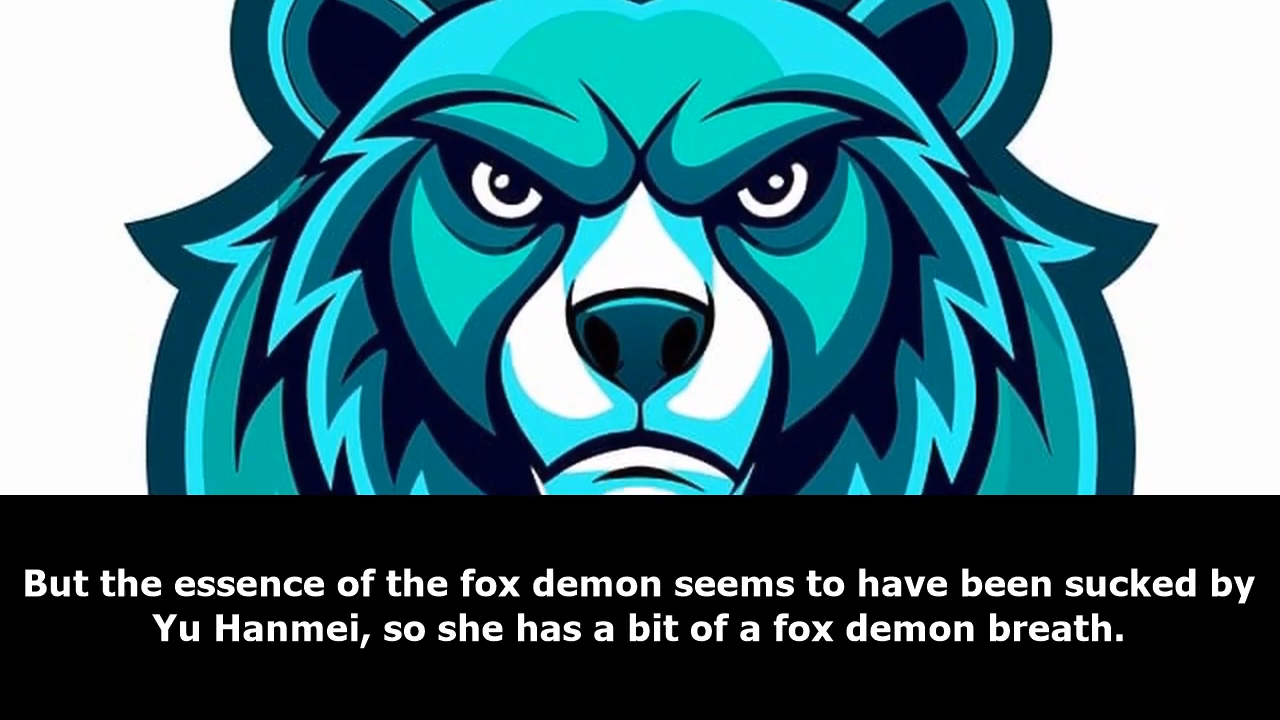 But the essence of the fox demon seems to have been sucked by
Yu Hanmei, so she has a bit of a fox demon breath.